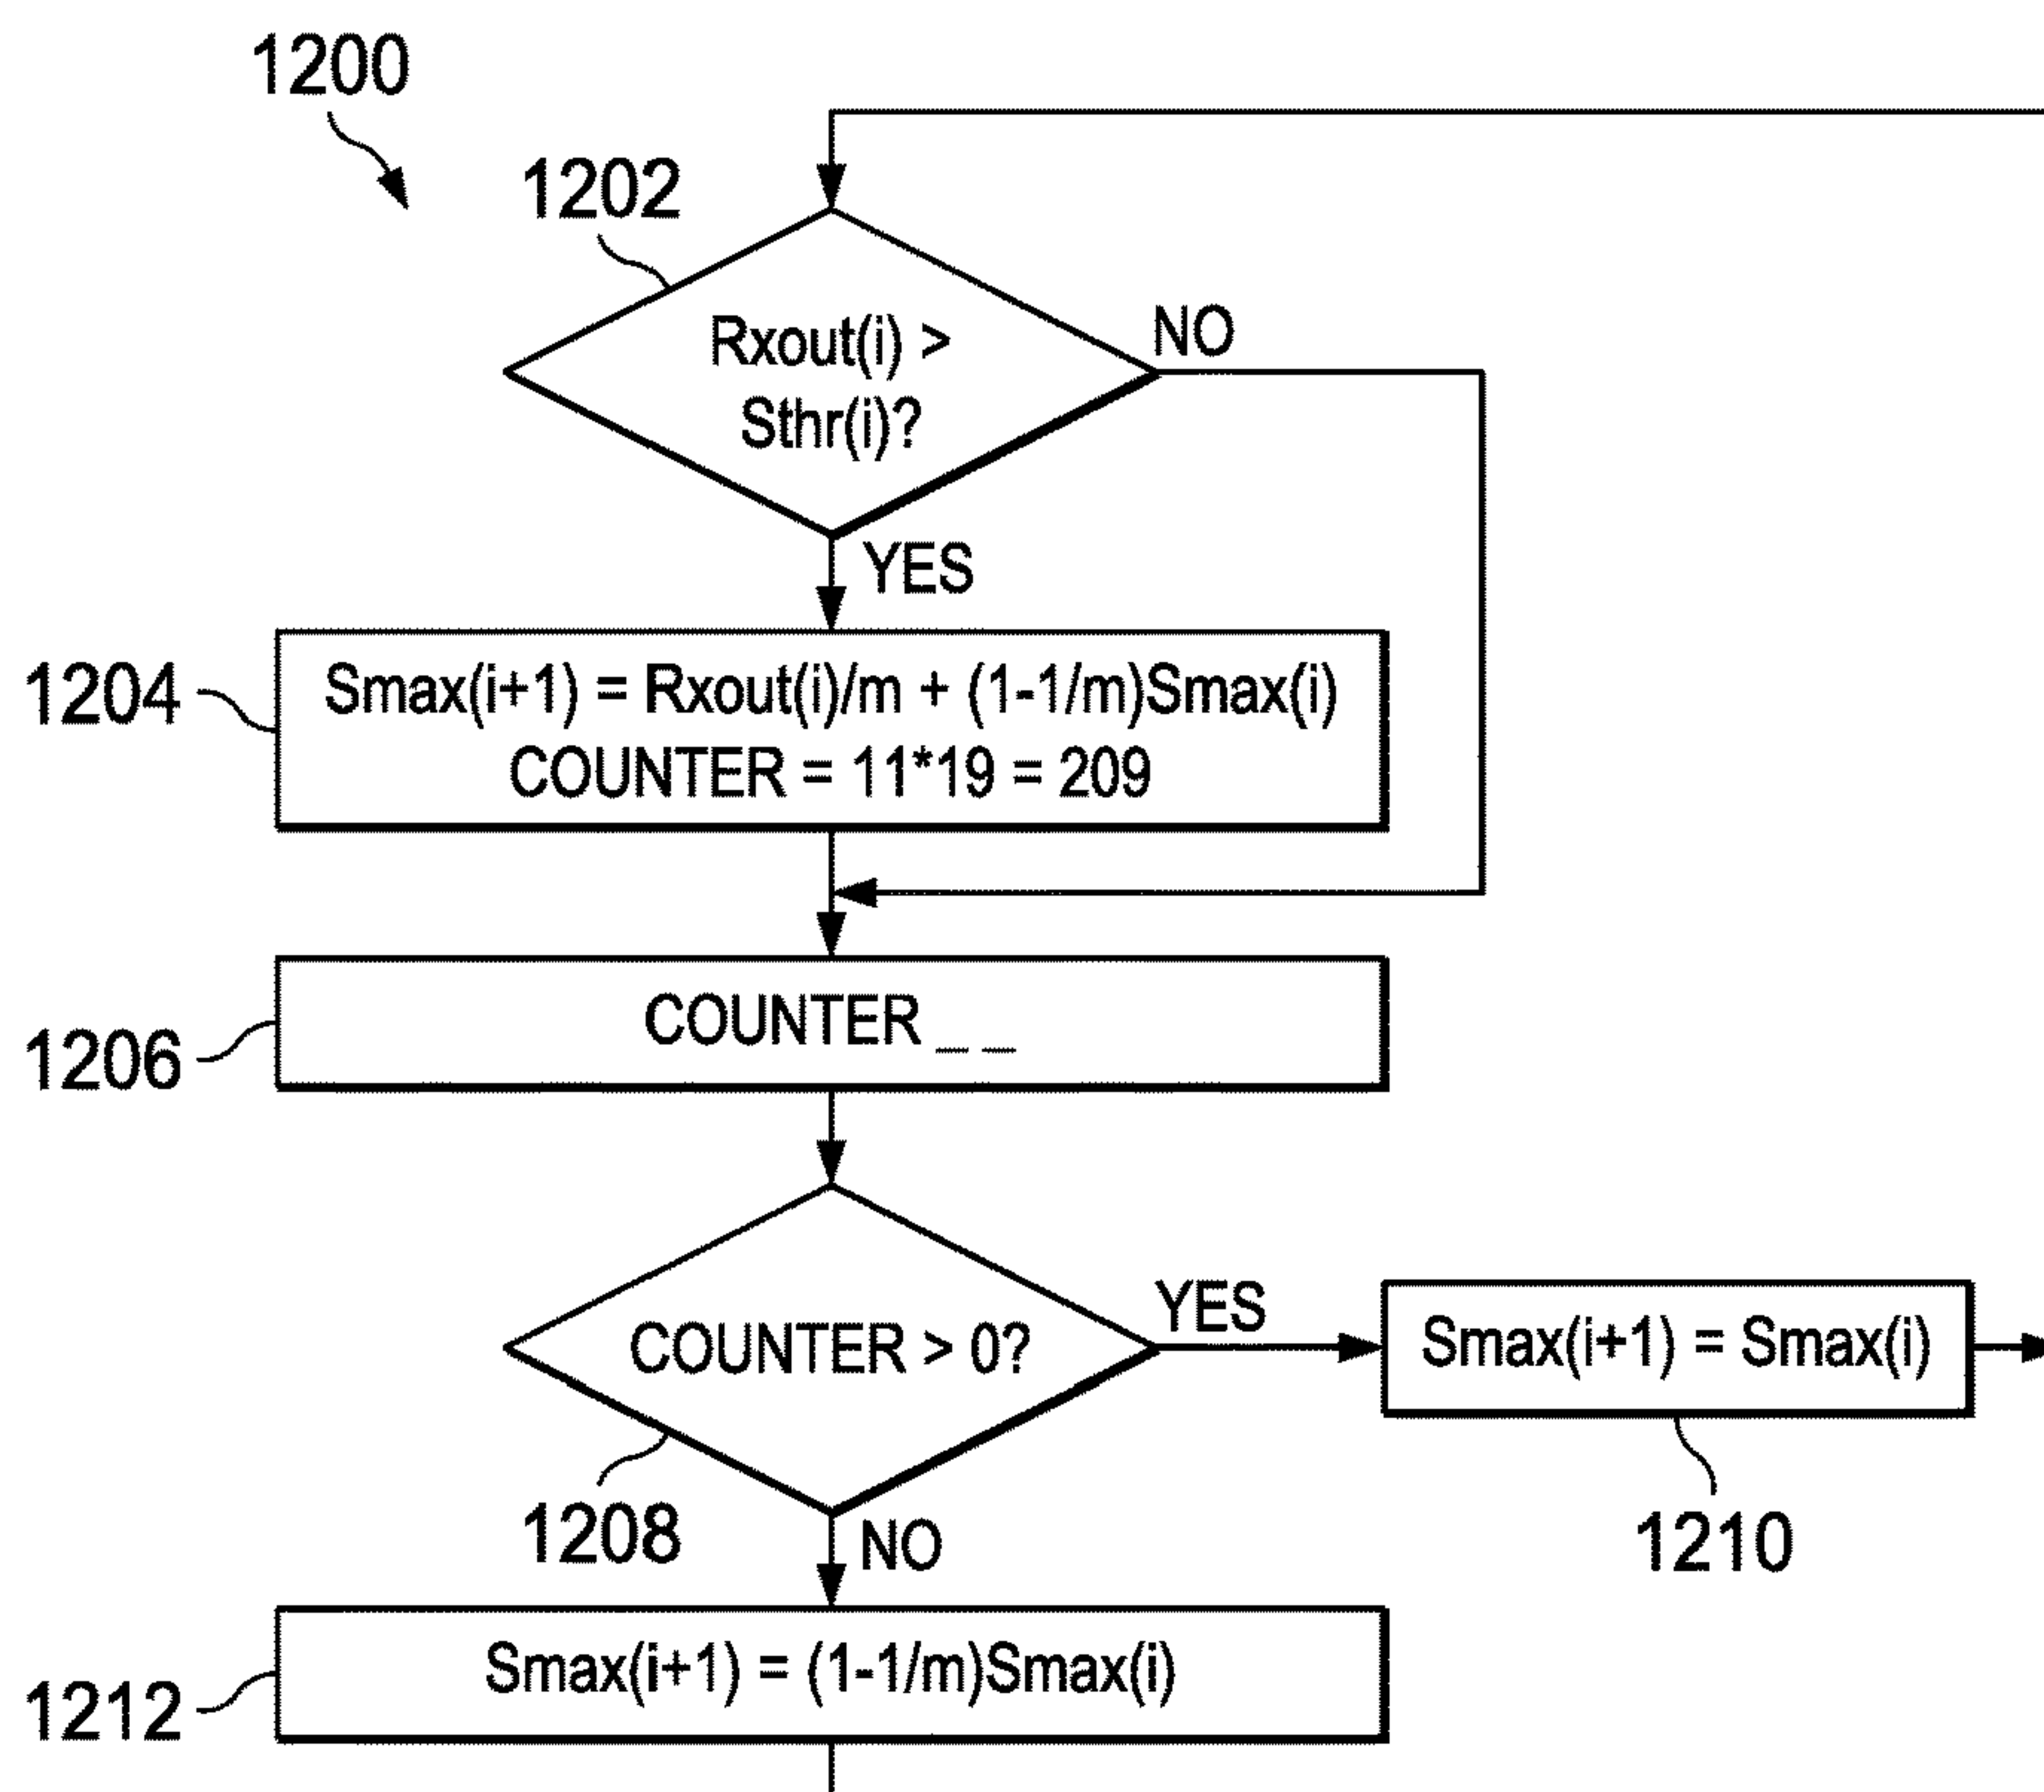 1200
1202
Rxout(i) >
Sthr(i)?
NO
YES
1204
Smax(i+1) = Rxout(i)/m + (1-1/m)Smax(i)
COUNTER = 11*19 = 209
1206
COUNTER _ _
COUNTER > 0?
YES
Smax(i+1) = Smax(i)
1208
NO
1210
1212
Smax(i+1) = (1-1/m)Smax(i)